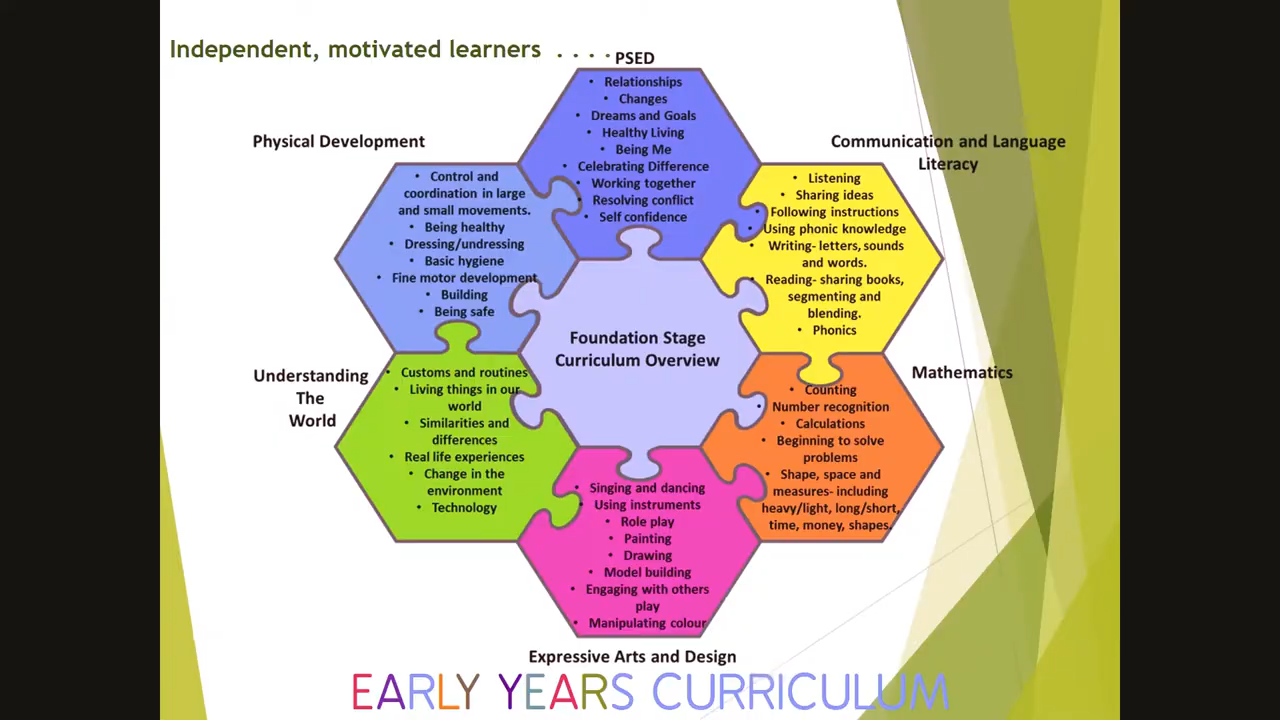 Independent, motivated learners . . . .
PSED
• Relationships
• Changes
• Dreams and Goals
• Healthy Living
• Being Me
• Celebrating Difference
• Working together
• Resolving conflict
• Self confidence
Physical Development
• Control and
coordination in large
and small movements.
• Being healthy
• Dressing/undressing
• Basic hygiene
• Fine motor development
• Building
• Being safe
Communication and Language
Literacy
• Listening
• Sharing ideas
• Following instructions
• Using phonic knowledge
• Writing- letters, sounds
and words.
• Reading- sharing books,
segmenting and
blending.
• Phonics
Foundation Stage
Curriculum Overview
Understanding
The
World
• Customs and routines
• Living things in our
world
• Similarities and
differences
• Real life experiences
• Change in the
environment
• Technology
Mathematics
• Counting
• Number recognition
• Calculations
• Beginning to solve
problems
• Shape, space and
measures- including
heavy/light, long/short,
time, money, shapes.
• Singing and dancing
• Using instruments
• Role play
• Painting
• Drawing
• Model building
• Engaging with others
play
• Manipulating colour
Expressive Arts and Design
EARLY YEARS CURRICULUM